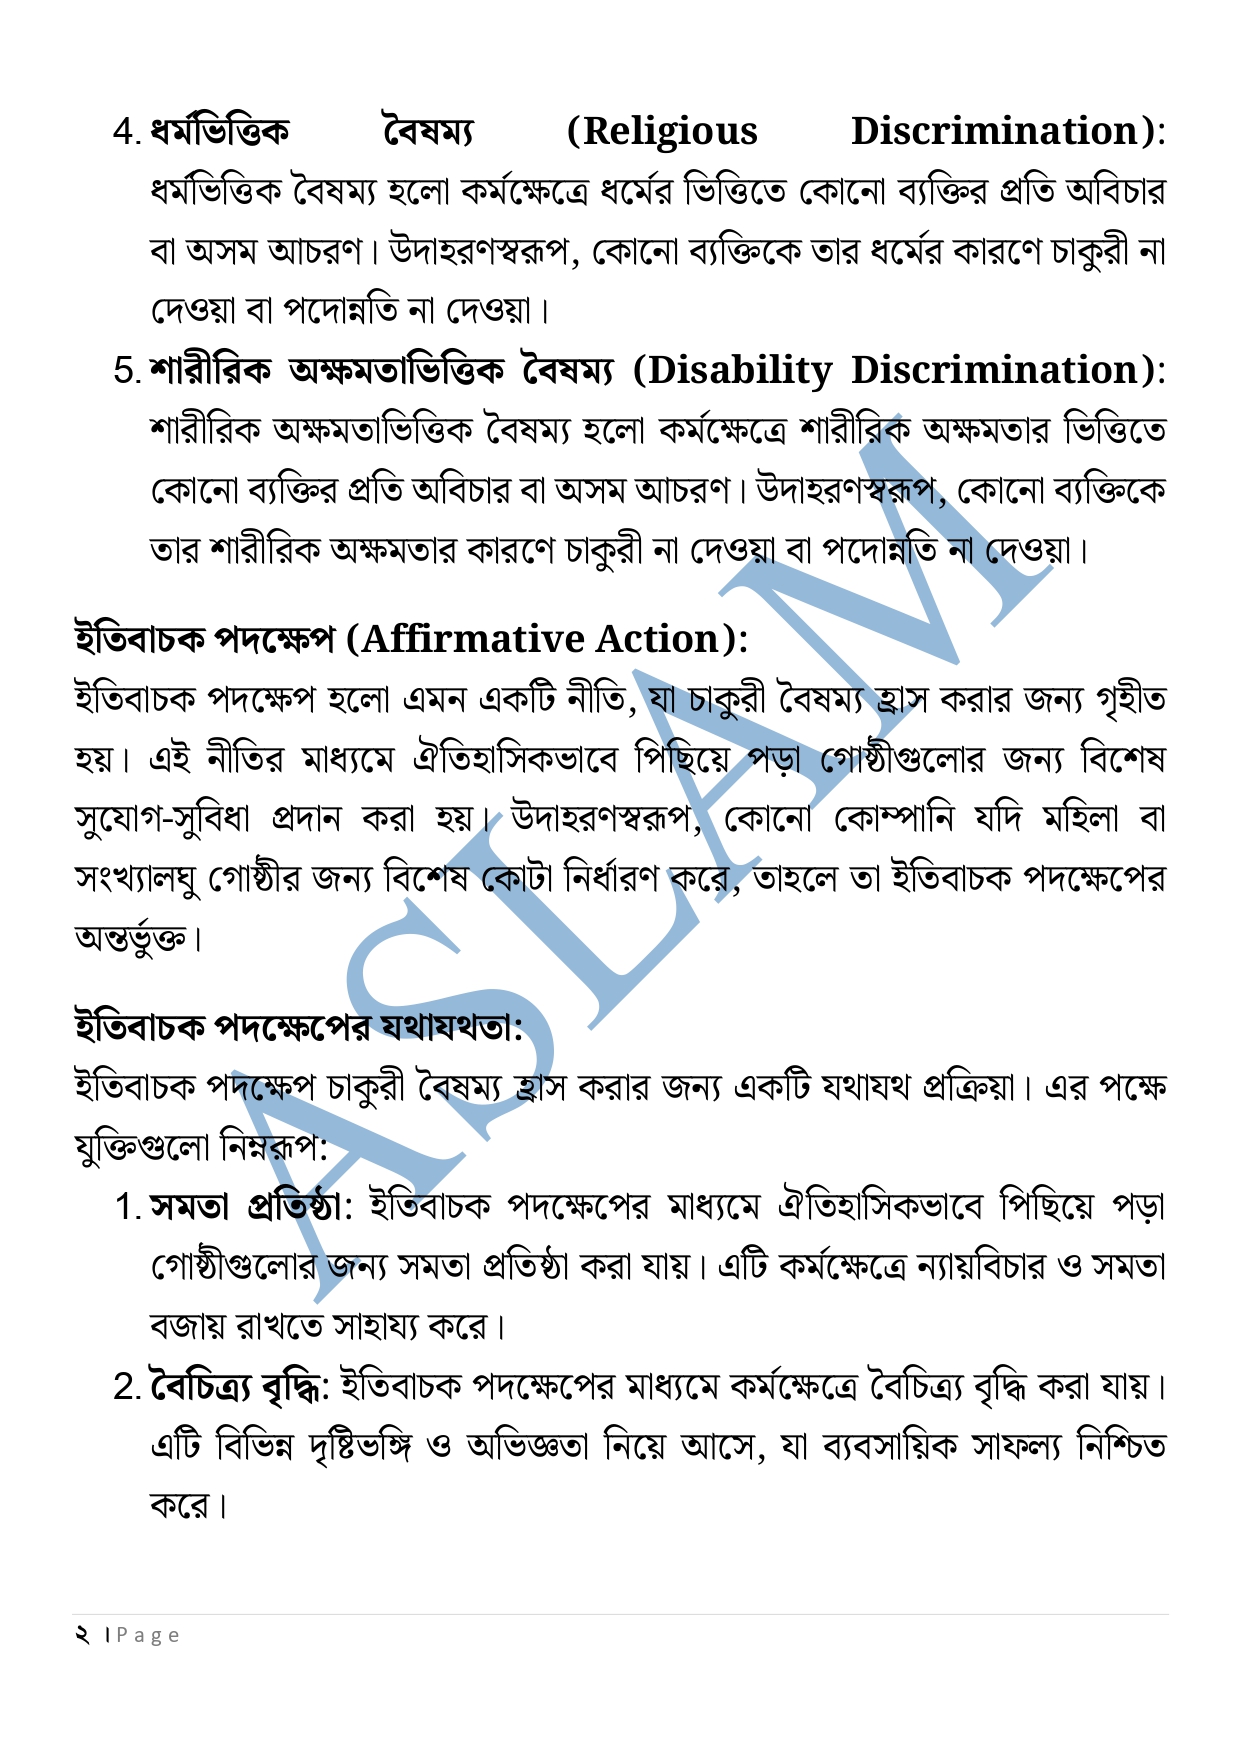 4. ধর্মভিত্তিক বৈষম্য (Religious Discrimination):
ধর্মভিত্তিক বৈষম্য হলো কর্মক্ষেত্রে ধর্মের ভিত্তিতে কোনো ব্যক্তির প্রতি অবিচার
বা অসম আচরণ। উদাহরণস্বরূপ, কোনো ব্যক্তিকে তার ধর্মের কারণে চাকুরী না
দেওয়া বা পদোন্নতি না দেওয়া।
5. শারীরিক অক্ষমতাভিত্তিক বৈষম্য (Disability Discrimination):
শারীরিক অক্ষমতাভিত্তিক বৈষম্য হলো কর্মক্ষেত্রে শারীরিক অক্ষমতার ভিত্তিতে
কোনো ব্যক্তির প্রতি অবিচার বা অসম আচরণ। উদাহরণস্বরূপ, কোনো ব্যক্তিকে
তার শারীরিক অক্ষমতার কারণে চাকুরী না দেওয়া বা পদোন্নতি না দেওয়া।
ইতিবাচক পদক্ষেপ (Affirmative Action):
ইতিবাচক পদক্ষেপ হলো এমন একটি নীতি, যা চাকুরী বৈষম্য হ্রাস করার জন্য গৃহীত
হয়। এই নীতির মাধ্যমে ঐতিহাসিকভাবে পিছিয়ে পড়া গোষ্ঠীগুলোর জন্য বিশেষ
সুযোগ-সুবিধা প্রদান করা হয়। উদাহরণস্বরূপ, কোনো কোম্পানি যদি মহিলা বা
সংখ্যালঘু গোষ্ঠীর জন্য বিশেষ কোটা নির্ধারণ করে, তাহলে তা ইতিবাচক পদক্ষেপের
অন্তর্ভুক্ত।
ইতিবাচক পদক্ষেপের যথাযথতা:
ইতিবাচক পদক্ষেপ চাকুরী বৈষম্য হ্রাস করার জন্য একটি যথাযথ প্রক্রিয়া। এর পক্ষে
যুক্তিগুলো নিম্নরূপ:
1. সমতা প্রতিষ্ঠা: ইতিবাচক পদক্ষেপের মাধ্যমে ঐতিহাসিকভাবে পিছিয়ে পড়া
গোষ্ঠীগুলোর জন্য সমতা প্রতিষ্ঠা করা যায়। এটি কর্মক্ষেত্রে ন্যায়বিচার ও সমতা
বজায় রাখতে সাহায্য করে।
2. বৈচিত্র্য বৃদ্ধি: ইতিবাচক পদক্ষেপের মাধ্যমে কর্মক্ষেত্রে বৈচিত্র্য বৃদ্ধি করা যায়।
এটি বিভিন্ন দৃষ্টিভঙ্গি ও অভিজ্ঞতা নিয়ে আসে, যা ব্যবসায়িক সাফল্য নিশ্চিত
করে।
ASLAM
২ । Page